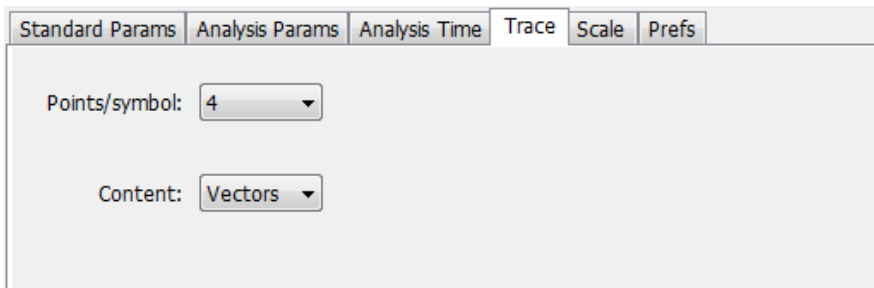 Standard Params Analysis Params Analysis Time Trace Scale Prefs
Points/symbol: 4
Content: Vectors